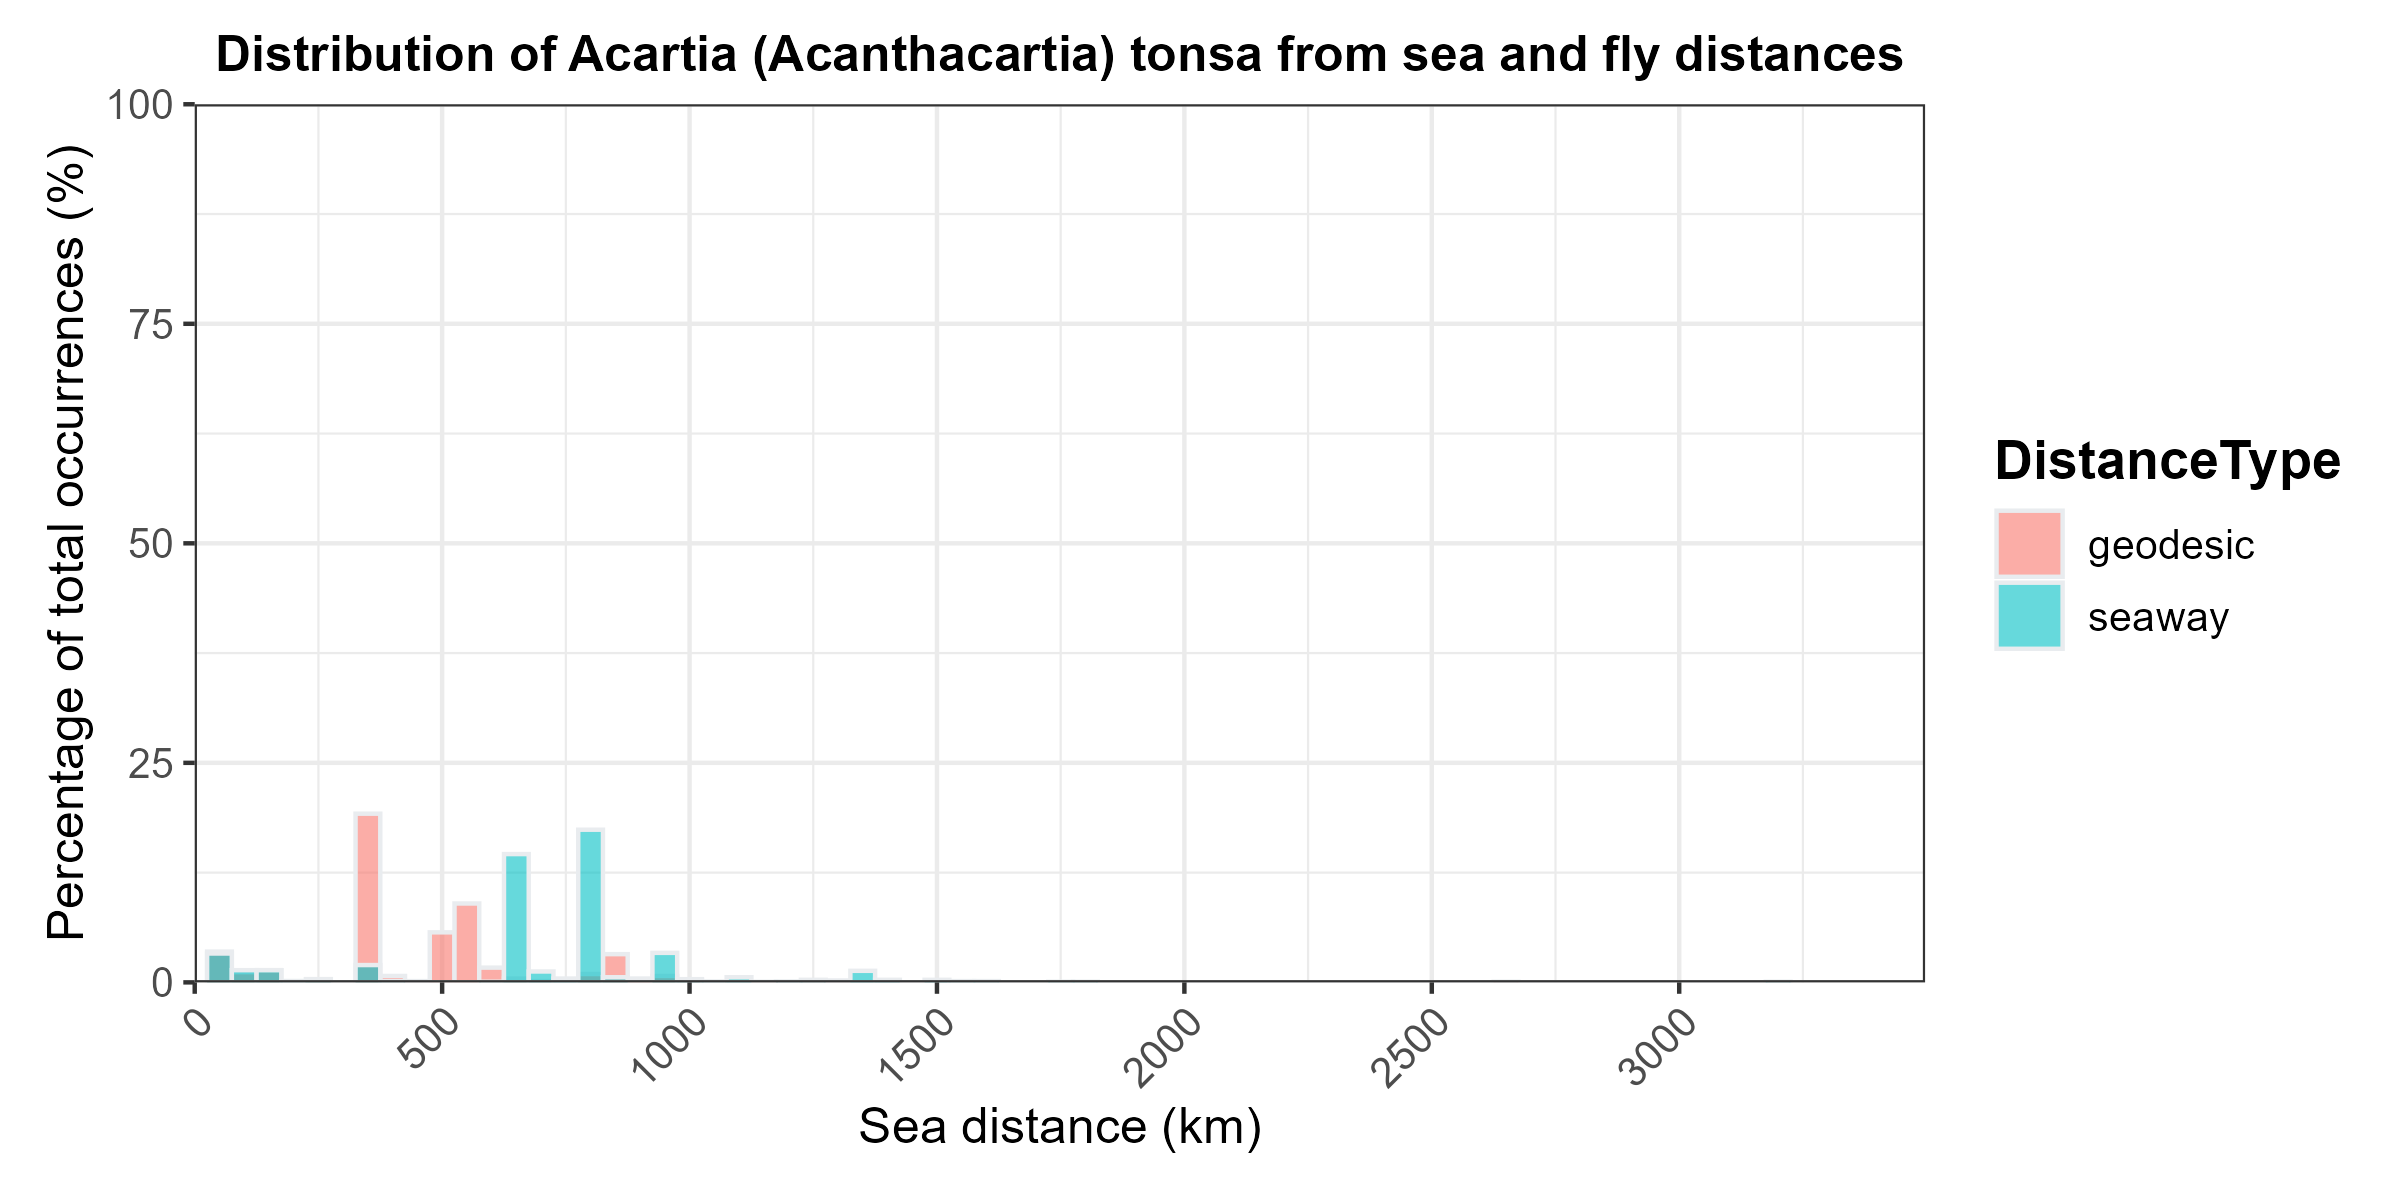 Distribution of Acartia (Acanthacartia) tonsa from sea and fly distances
Percentage of total occurrences (%)
100
75
50
25
0
0
500
1000
1500
2000
2500
3000
Sea distance (km)
DistanceType
geodesic
seaway